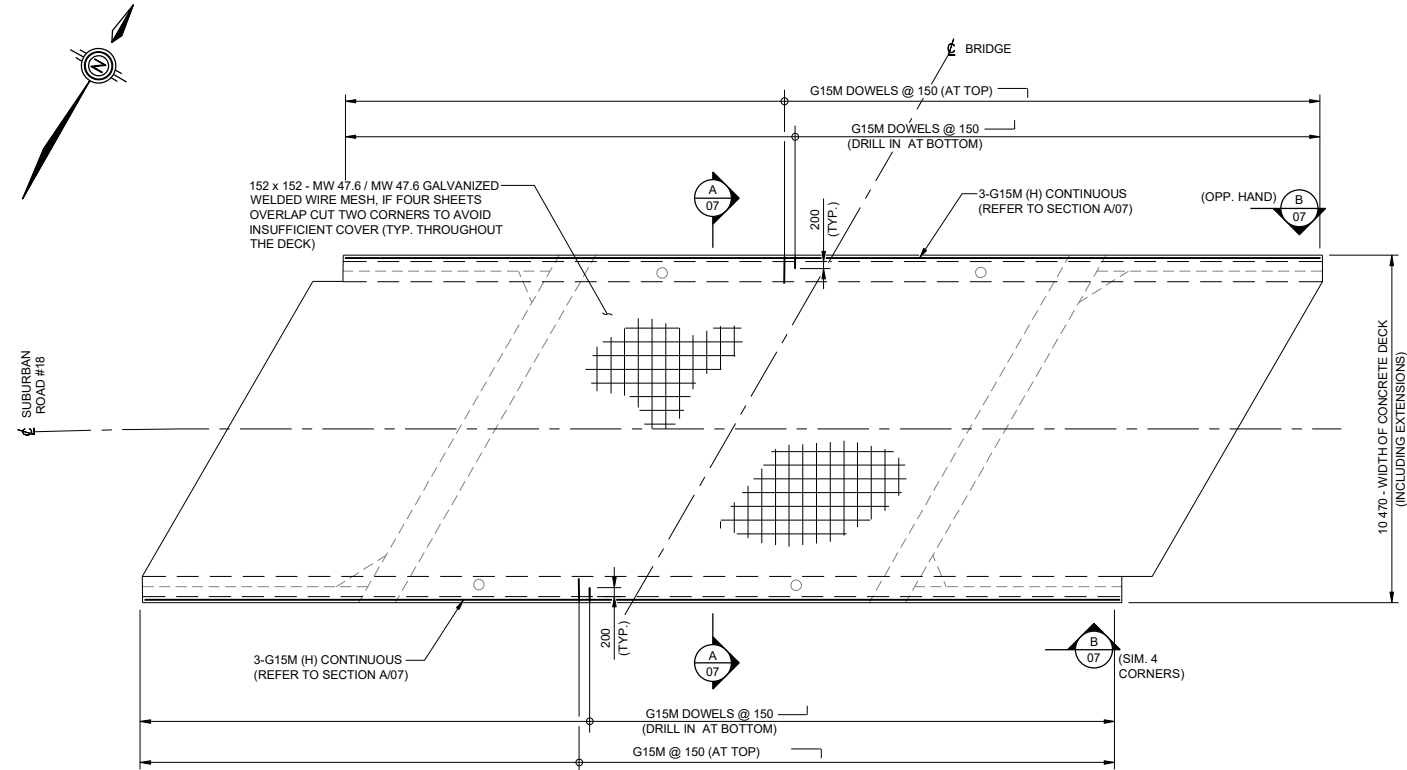 N
℄ BRIDGE
G15M DOWELS @ 150 (AT TOP)
G15M DOWELS @ 150
(DRILL IN AT BOTTOM)
152 x 152 - MW 47.6 / MW 47.6 GALVANIZED
WELDED WIRE MESH, IF FOUR SHEETS
OVERLAP CUT TWO CORNERS TO AVOID
INSUFFICIENT COVER (TYP. THROUGHOUT
THE DECK)
A
07
200
(TYP.)
3-G15M (H) CONTINUOUS
(REFER TO SECTION A/07)
(OPP. HAND)
B
07
℄ SUBURBAN
ROAD #18
10 470 - WIDTH OF CONCRETE DECK
(INCLUDING EXTENSIONS)
200
(TYP.)
3-G15M (H) CONTINUOUS
(REFER TO SECTION A/07)
A
07
B
07
(SIM. 4
CORNERS)
G15M DOWELS @ 150
(DRILL IN AT BOTTOM)
G15M @ 150 (AT TOP)